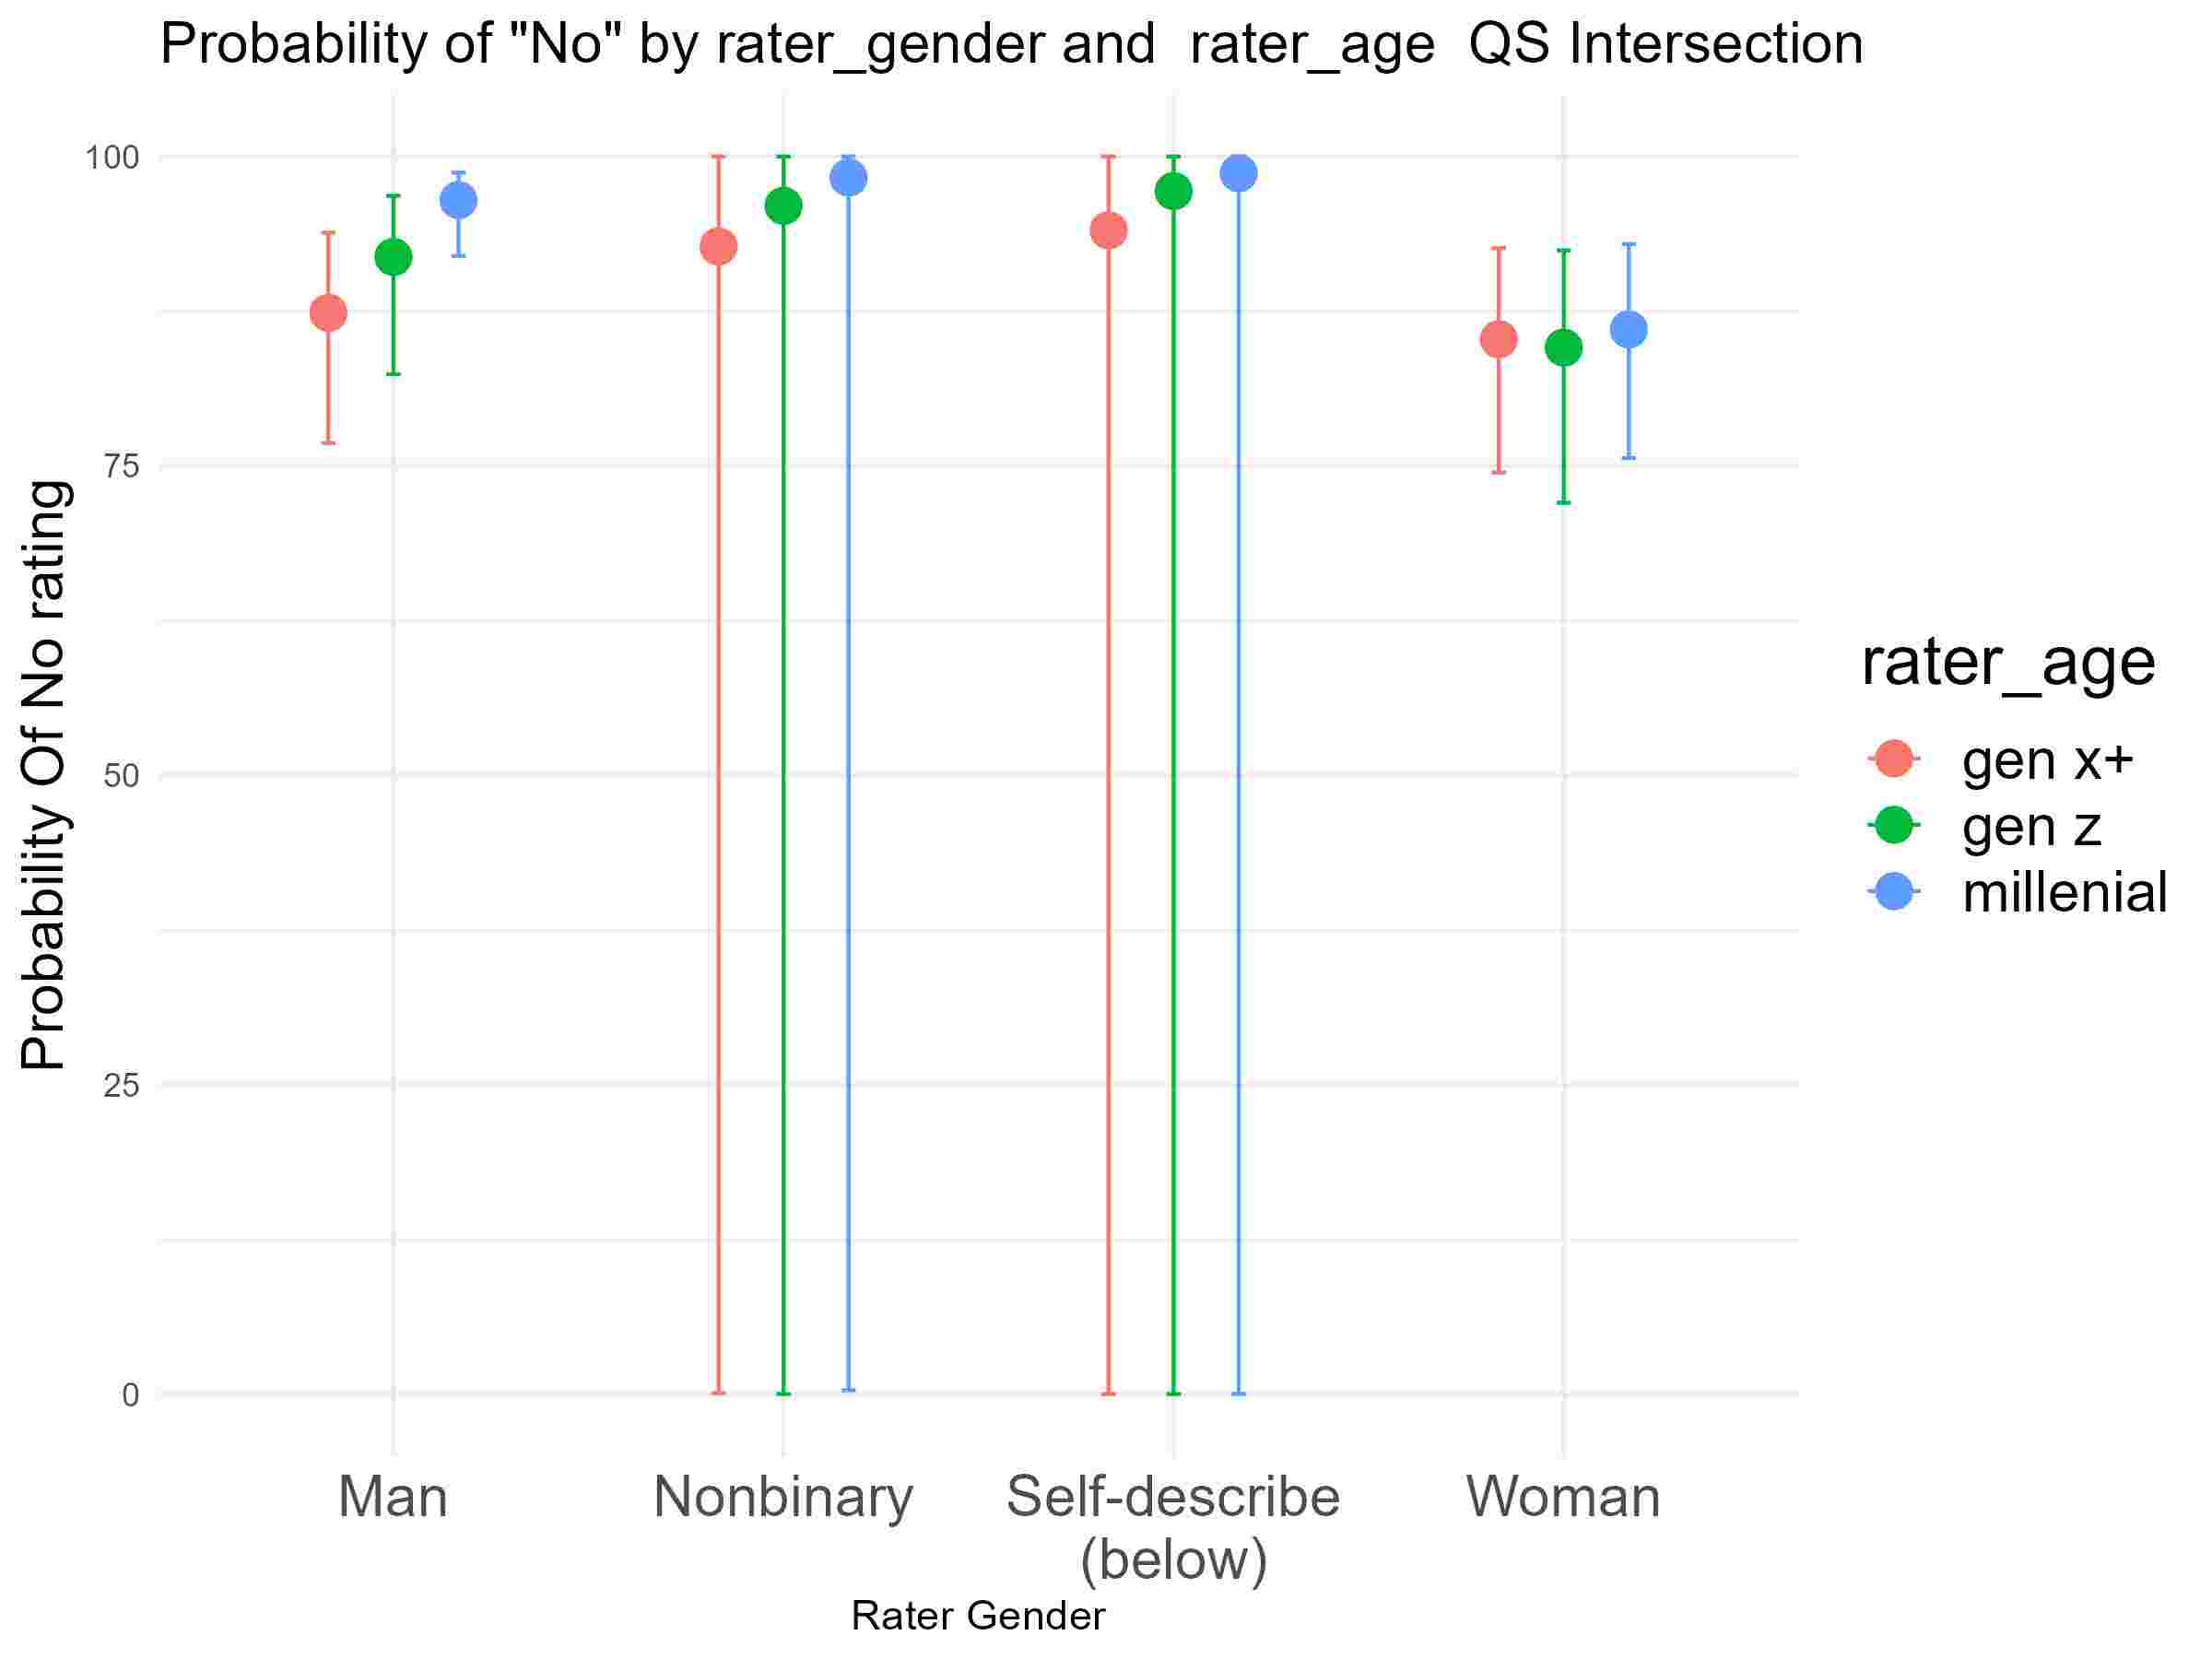 Probability of "No" by rater_gender and  rater_age  QS Intersection
Probability Of No rating
100
75
50
25
0
Man
Nonbinary
Self-describe
(below)
Woman
Rater Gender
rater_age
gen x+
gen z
millenial